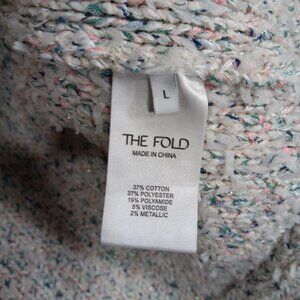 L
THE FOLD
MADE IN CHINA
37% COTTON
37% POLYESTER
19% POLYAMIDE
5% VISCOSE
2% METALLIC